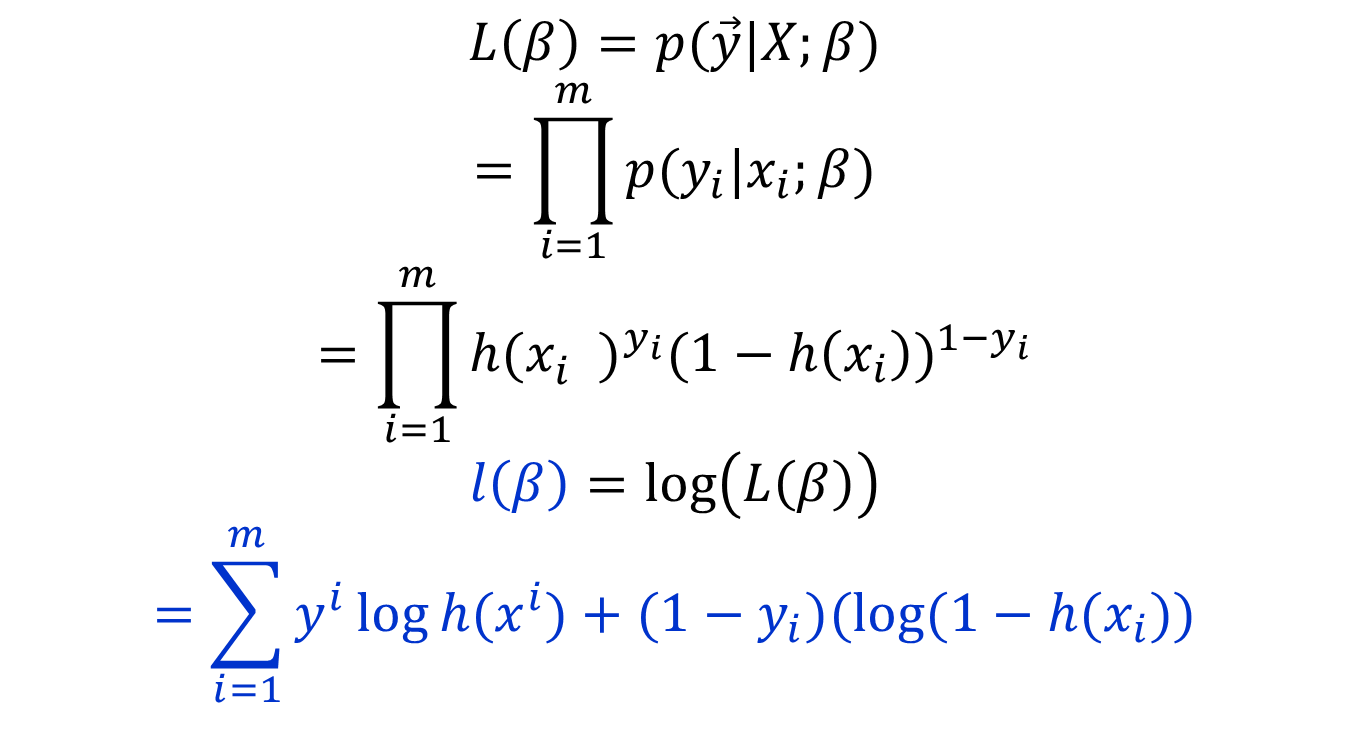 L(β) = p(y⃗|X; β)
= ∏_{i=1}^{m} p(y_i|x_i; β)
= ∏_{i=1}^{m} h(x_i )^{y_i}(1 − h(x_i))^{1−y_i}
l(β) = log(L(β))
= ∑_{i=1}^{m} y^i log h(x^i) + (1 − y_i)(log(1 − h(x_i))